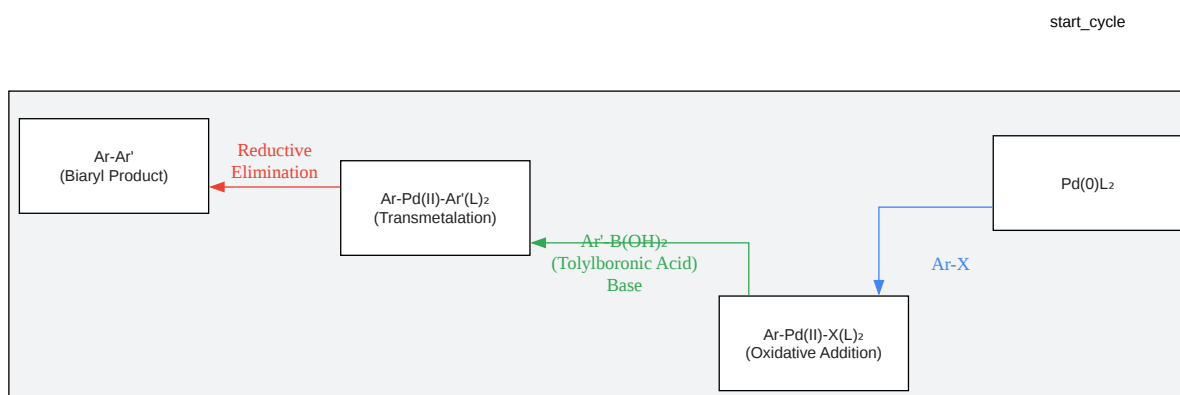 start_cycle
Ar-Ar'
(Biaryl Product)
Reductive
Elimination
Ar-Pd(II)-Ar'(L)₂
(Transmetalation)
Pd(0)L₂
Ar'-B(OH)₂
(Tolylboronic Acid)
Base
Ar-X
Ar-Pd(II)-X(L)₂
(Oxidative Addition)